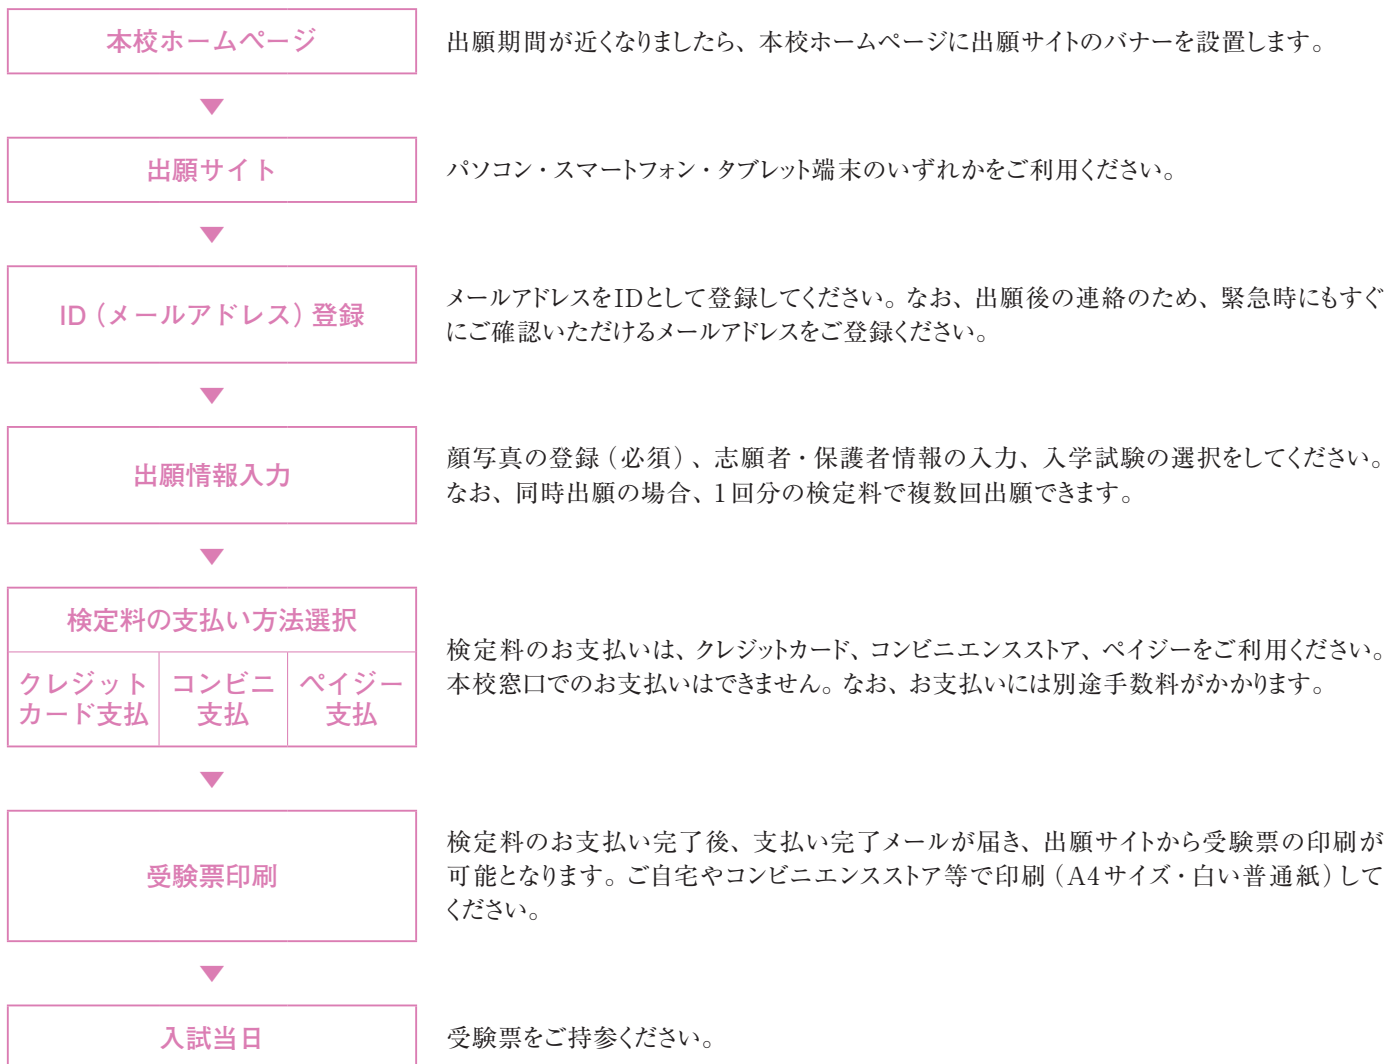 本校ホームページ
出願期間が近くなりましたら、本校ホームページに出願サイトのバナーを設置します。
▼
出願サイト
パソコン・スマートフォン・タブレット端末のいずれかをご利用ください。
▼
ID（メールアドレス）登録
メールアドレスをIDとして登録してください。なお、出願後の連絡のため、緊急時にもすぐ
にご確認いただけるメールアドレスをご登録ください。
▼
出願情報入力
顔写真の登録（必須）、志願者・保護者情報の入力、入学試験の選択をしてください。
なお、同時出願の場合、1回分の検定料で複数回出願できます。
▼
検定料の支払い方法選択
クレジット
カード支払
コンビニ
支払
ペイジー
支払
検定料のお支払いは、クレジットカード、コンビニエンスストア、ペイジーをご利用ください。
本校窓口でのお支払いはできません。なお、お支払いには別途手数料がかかります。
▼
受験票印刷
検定料のお支払い完了後、支払い完了メールが届き、出願サイトから受験票の印刷が
可能となります。ご自宅やコンビニエンスストア等で印刷（A4サイズ・白い普通紙）して
ください。
▼
入試当日
受験票をご持参ください。